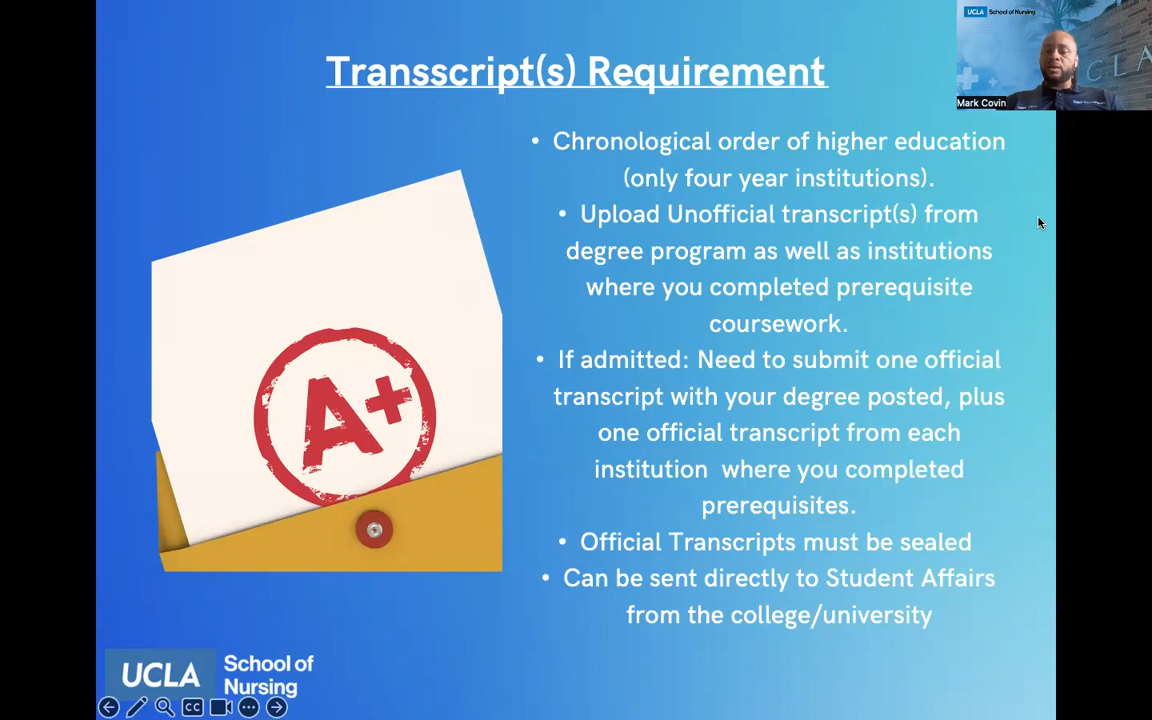 UCLA School of Nursing
CLA
Mark Covin
Transscript(s) Requirement
• Chronological order of higher education
(only four year institutions).
• Upload Unofficial transcript(s) from
degree program as well as institutions
where you completed prerequisite
coursework.
• If admitted: Need to submit one official
transcript with your degree posted, plus
one official transcript from each
institution where you completed
prerequisites.
• Official Transcripts must be sealed
• Can be sent directly to Student Affairs
from the college/university
A+
UCLA School of
Nursing
CC